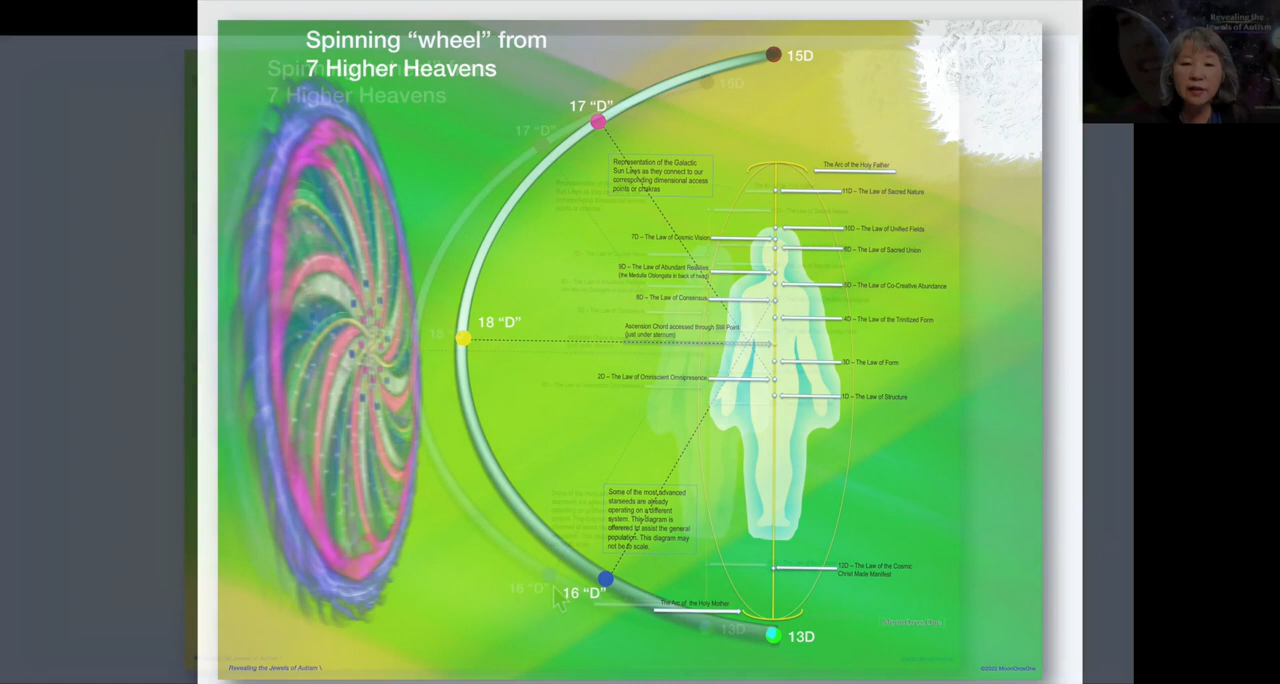 Spinning “wheel” from
7 Higher Heavens
15D
17 “D”
Representation of the Galactic
Sun Laws as they connect to our
corresponding dimensional access
points or chakras
The Arc of the Holy Father
11D – The Law of Sacred Nature
10D – The Law of Unified Fields
7D – The Law of Cosmic Vision
6D – The Law of Sacred Union
9D – The Law of Abundant Realities
(the Medulla Oblongata in back of head)
The Law of Co-Creative Abundance
8D – The Law of Consensus
4D – The Law of the Trinitized Form
18 “D”
Ascension Chord accessed through Still Point
(just under sternum)
3D – The Law of Form
2D – The Law of Omniscient Omnipresence
1D – The Law of Structure
Some of the most advanced
starseeds are already
operating on a different
system. This diagram is
offered to assist the general
population. This diagram may
not be to scale.
12D – The Law of the Cosmic
Christ Made Manifest
16 “D”
The Arc of the Holy Mother
13D
Revealing the Jewels of Autism \
©2022 MoonOrosOne
Revealing the
Jewels of Autism